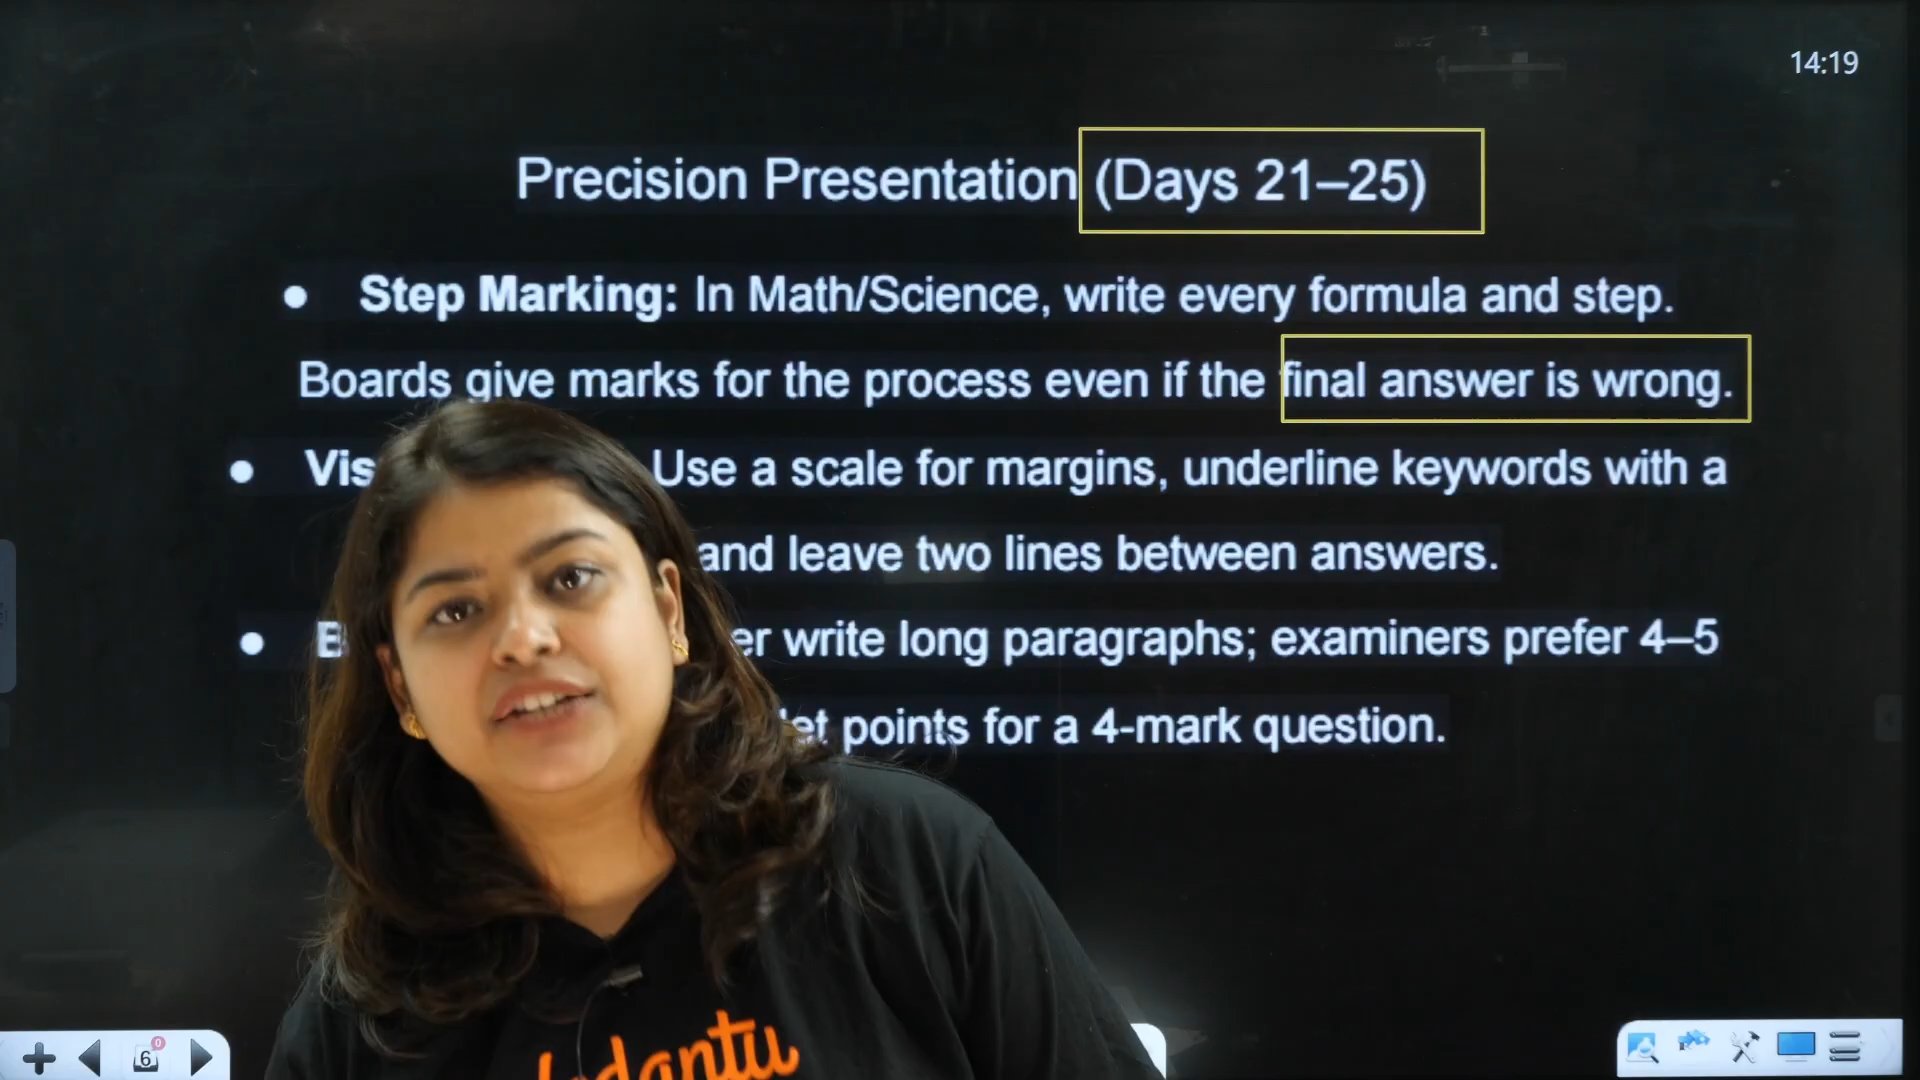 14:19
Precision Presentation (Days 21–25)
● Step Marking: In Math/Science, write every formula and step.
Boards give marks for the process even if the final answer is wrong.
● Use a scale for margins, underline keywords with a
and leave two lines between answers.
● write long paragraphs; examiners prefer 4–5
points for a 4-mark question.
6
0